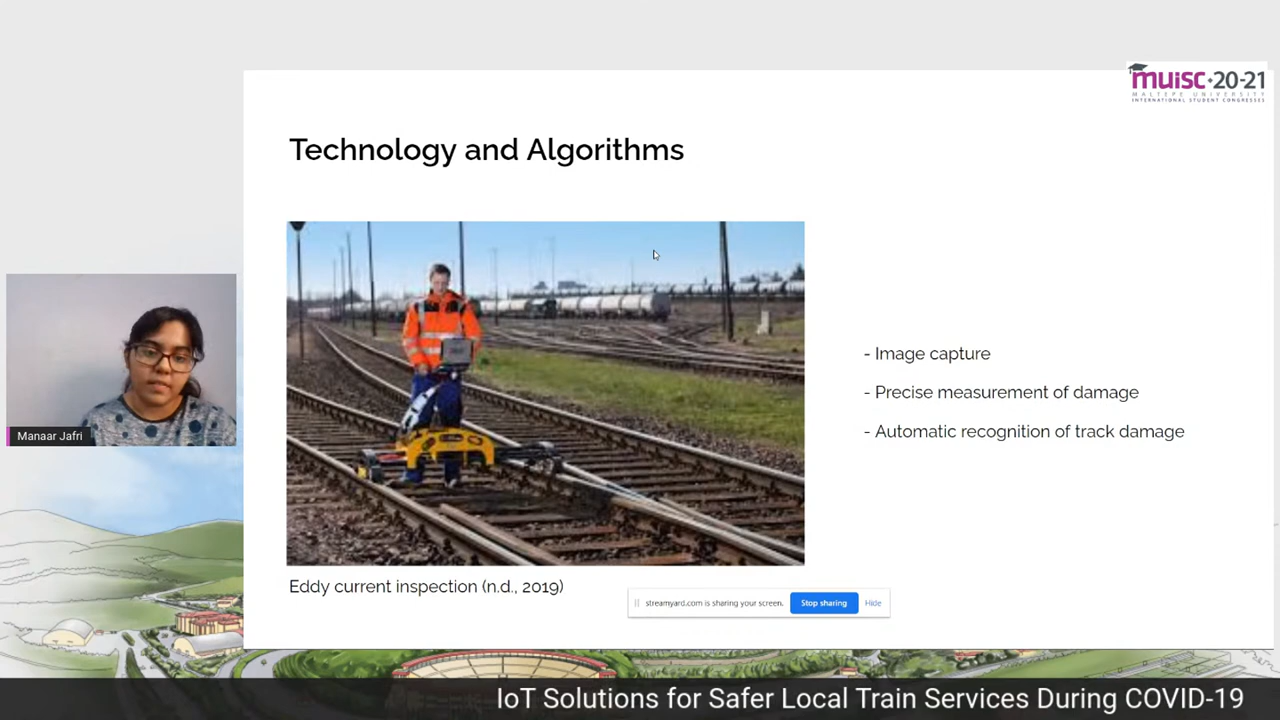 muisc 20-21
MALTEPE UNIVERSITY
INTERNATIONAL STUDENT CONGRESSES
Technology and Algorithms
- Image capture
- Precise measurement of damage
- Automatic recognition of track damage
Manaar Jafri
Eddy current inspection (n.d., 2019)
streamyard.com is sharing your screen. Stop sharing Hide
IoT Solutions for Safer Local Train Services During COVID-19